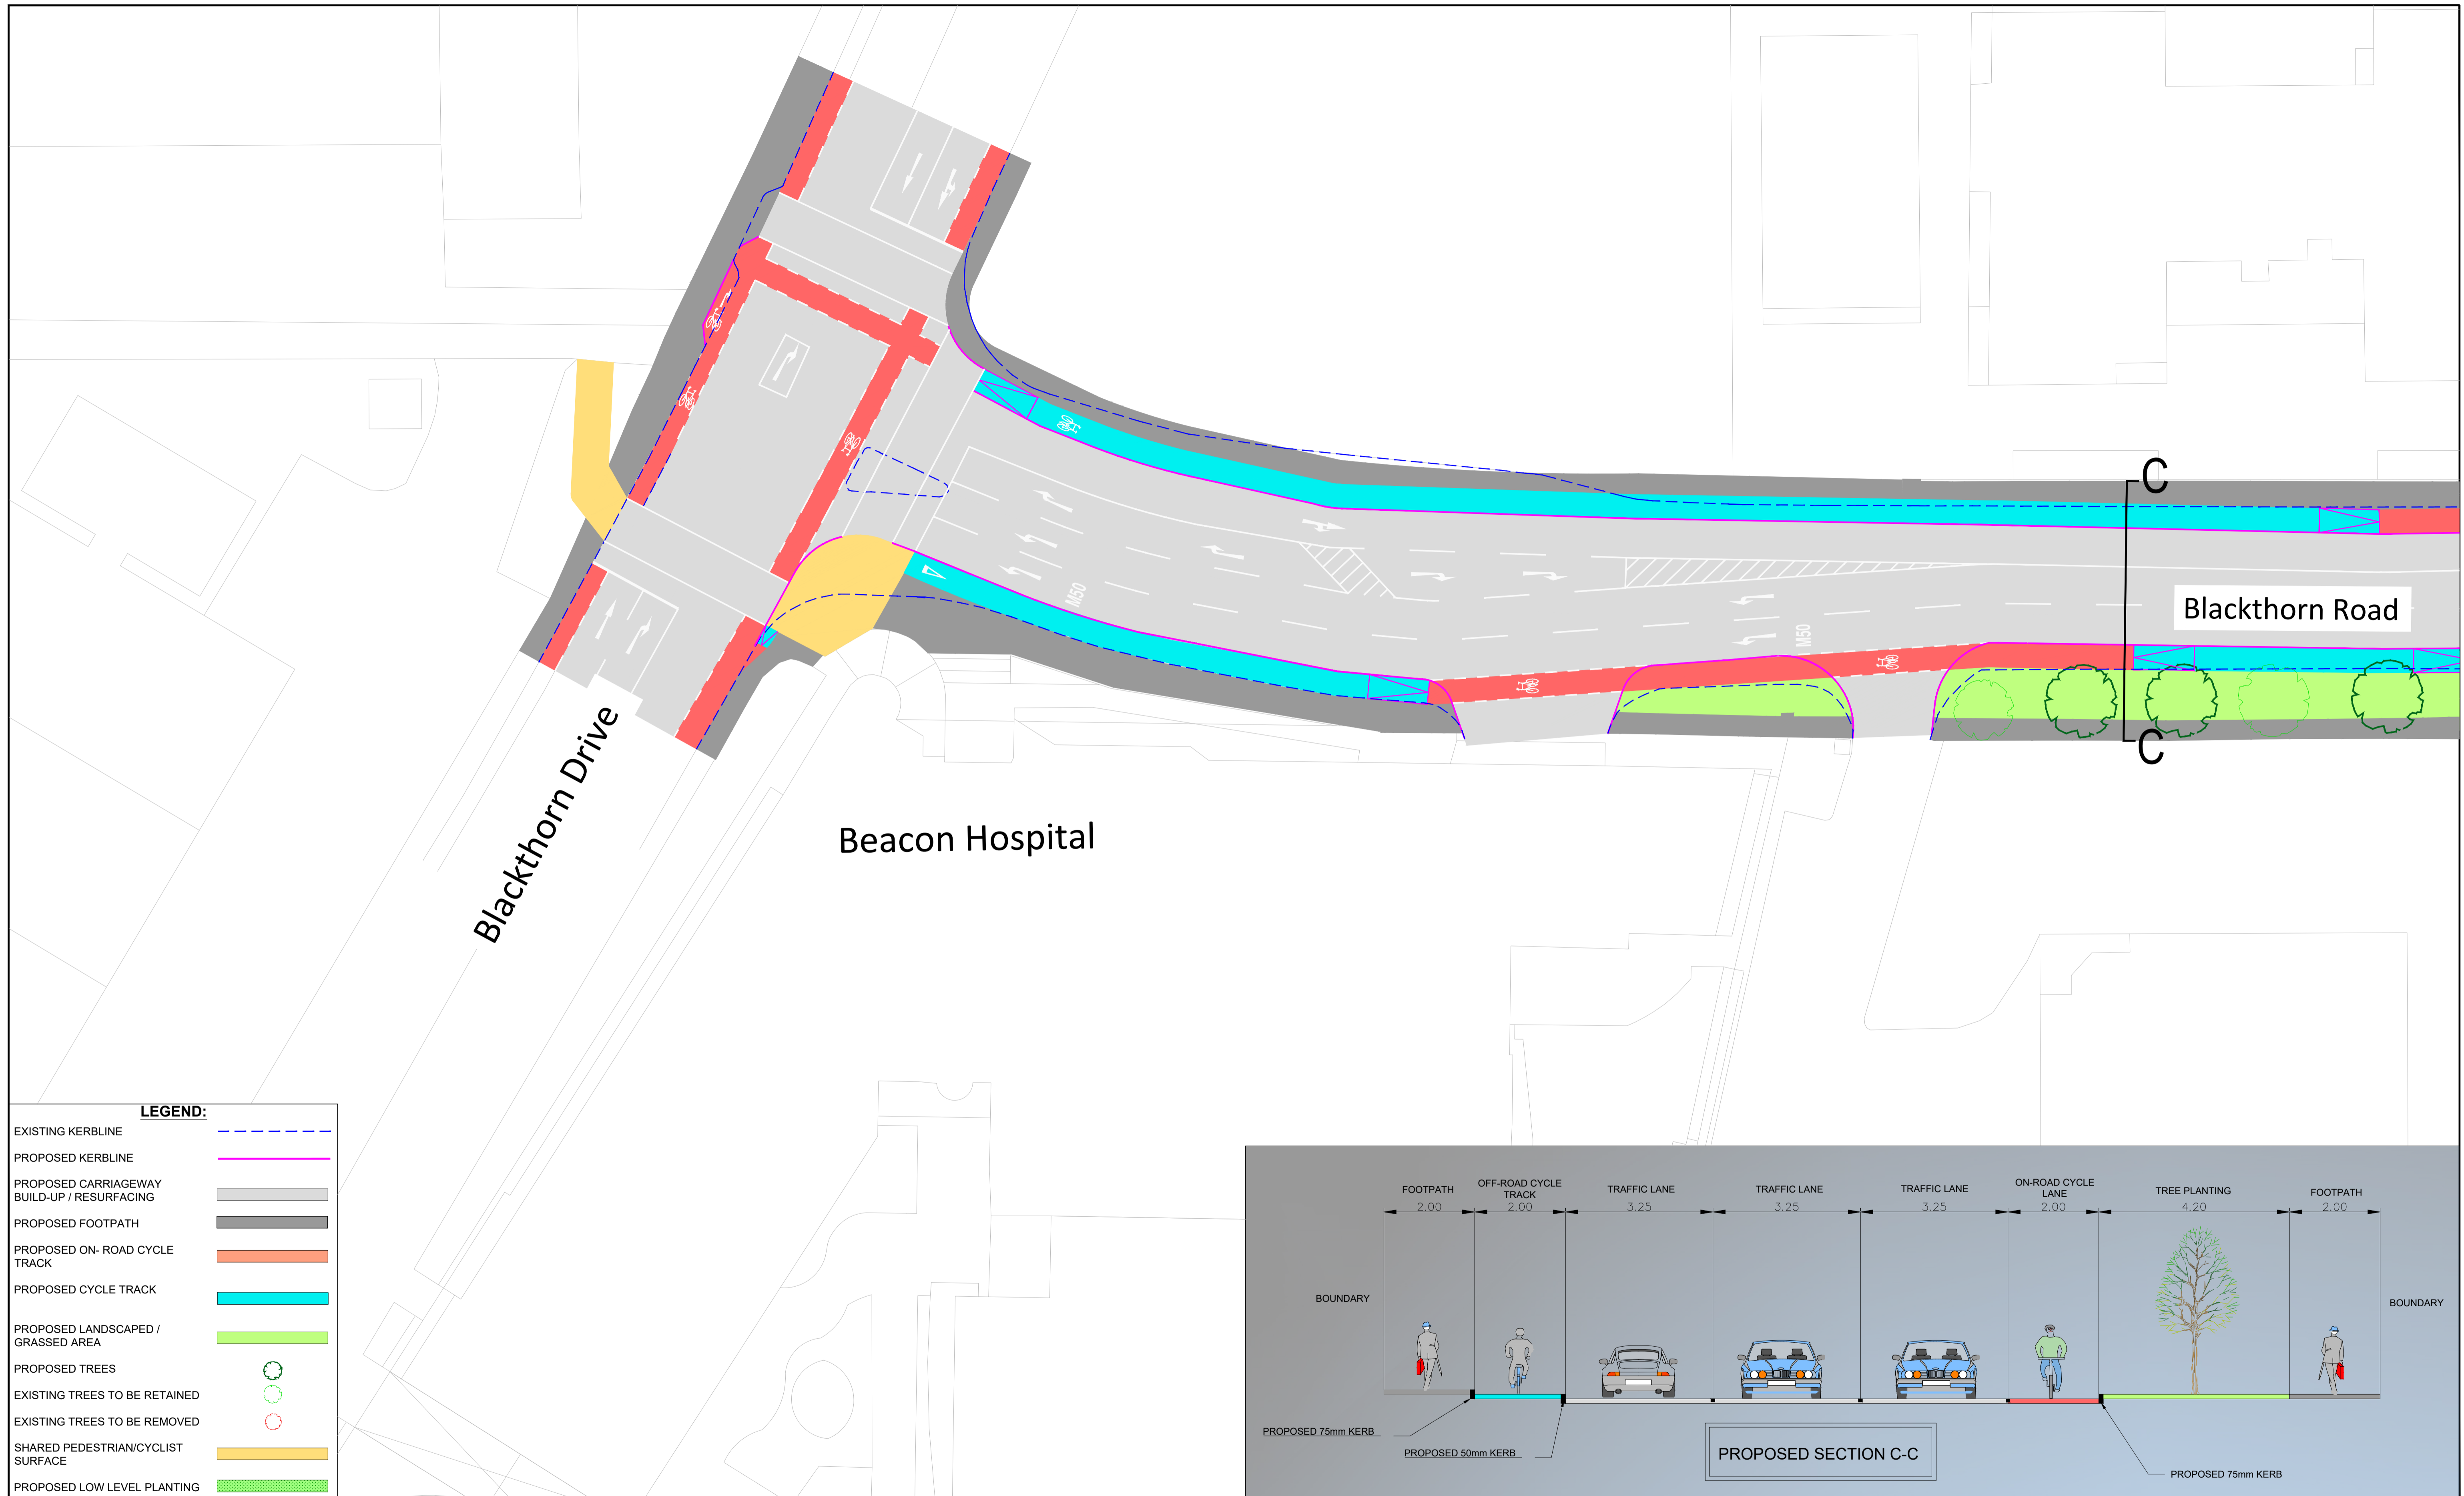 C
Blackthorn Road
M50
M50
C
Blackthorn Drive
Beacon Hospital
LEGEND:
EXISTING KERBLINE
PROPOSED KERBLINE
PROPOSED CARRIAGEWAY
BUILD-UP / RESURFACING
PROPOSED FOOTPATH
PROPOSED ON- ROAD CYCLE
TRACK
PROPOSED CYCLE TRACK
PROPOSED LANDSCAPED /
GRASSED AREA
PROPOSED TREES
EXISTING TREES TO BE RETAINED
EXISTING TREES TO BE REMOVED
SHARED PEDESTRIAN/CYCLIST
SURFACE
PROPOSED LOW LEVEL PLANTING
FOOTPATH
2.00
OFF-ROAD CYCLE
TRACK
2.00
TRAFFIC LANE
3.25
TRAFFIC LANE
3.25
TRAFFIC LANE
3.25
ON-ROAD CYCLE
LANE
2.00
TREE PLANTING
4.20
FOOTPATH
2.00
BOUNDARY
BOUNDARY
PROPOSED 75mm KERB
PROPOSED 50mm KERB
PROPOSED SECTION C-C
PROPOSED 75mm KERB